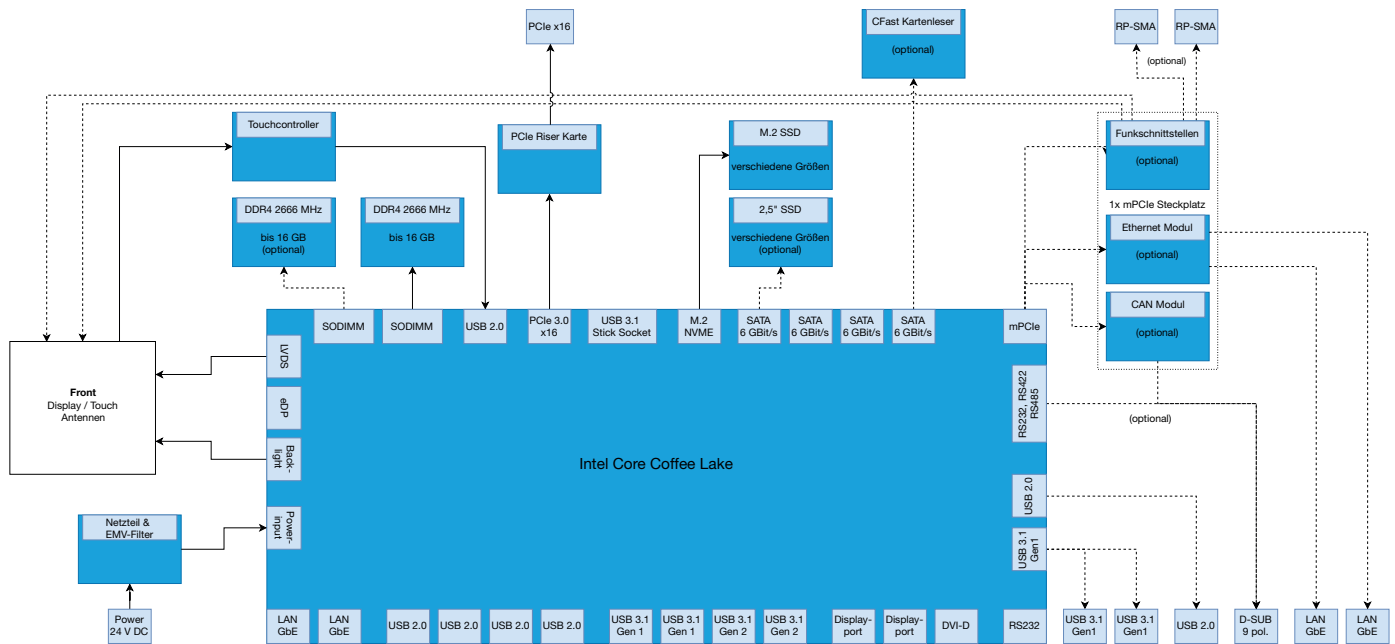 PCIe x16
CFast Kartenleser
(optional)
RP-SMA
RP-SMA
(optional)
Touchcontroller
PCIe Riser Karte
M.2 SSD
verschiedene Größen
Funkschnittstellen
(optional)
DDR4 2666 MHz
bis 16 GB
(optional)
DDR4 2666 MHz
bis 16 GB
2,5" SSD
verschiedene Größen
(optional)
1x mPCIe Steckplatz
Ethernet Modul
(optional)
CAN Modul
(optional)
SODIMM
SODIMM
USB 2.0
PCIe 3.0
x16
USB 3.1
Stick Socket
M.2
NVME
SATA
6 GBit/s
SATA
6 GBit/s
SATA
6 GBit/s
SATA
6 GBit/s
mPCIe
LVDS
eDP
Back-
light
Power-
input
Front
Display / Touch
Antennen
RS232, RS422
RS485
(optional)
Intel Core Coffee Lake
USB 2.0
USB 3.1
Gen1
Netzteil &
EMV-Filter
Power
24 V DC
LAN
GbE
LAN
GbE
USB 2.0
USB 2.0
USB 2.0
USB 2.0
USB 3.1
Gen 1
USB 3.1
Gen 1
USB 3.1
Gen 2
USB 3.1
Gen 2
Display-
port
Display-
port
DVI-D
RS232
USB 3.1
Gen1
USB 3.1
Gen1
USB 2.0
D-SUB
9 pol.
LAN
GbE
LAN
GbE